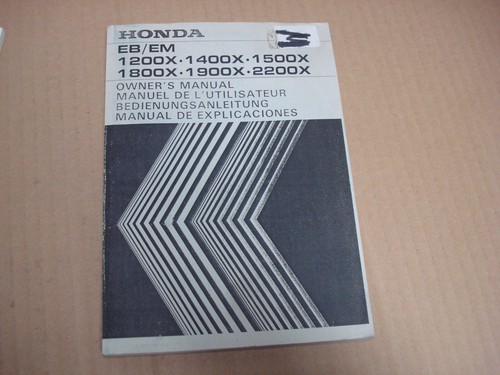 HONDA
EB/EM
1200X·1400X·1500X
1800X·1900X·2200X
OWNER'S MANUAL
MANUEL DE L'UTILISATEUR
BEDIENUNGSANLEITUNG
MANUAL DE EXPLICACIONES